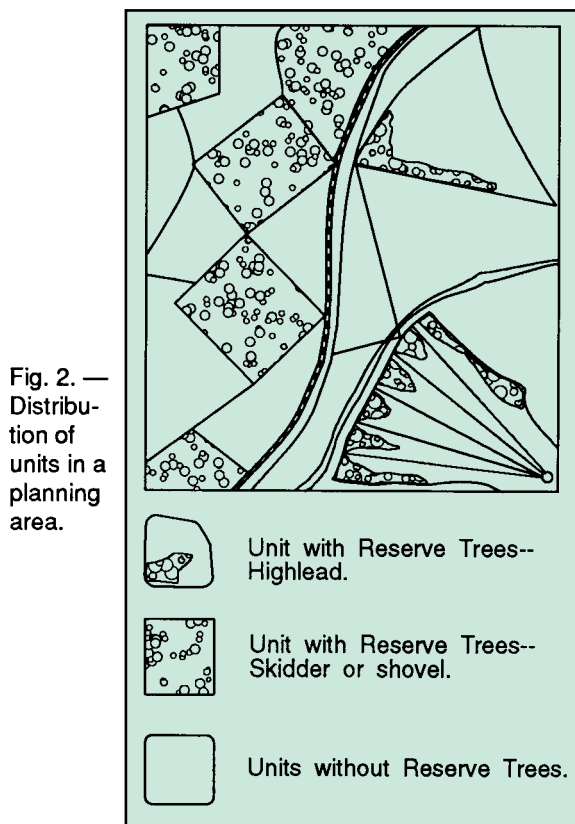 Fig. 2. —
Distribu-
tion of
units in a
planning
area.
Unit with Reserve Trees--
Highlead.
Unit with Reserve Trees--
Skidder or shovel.
Units without Reserve Trees.